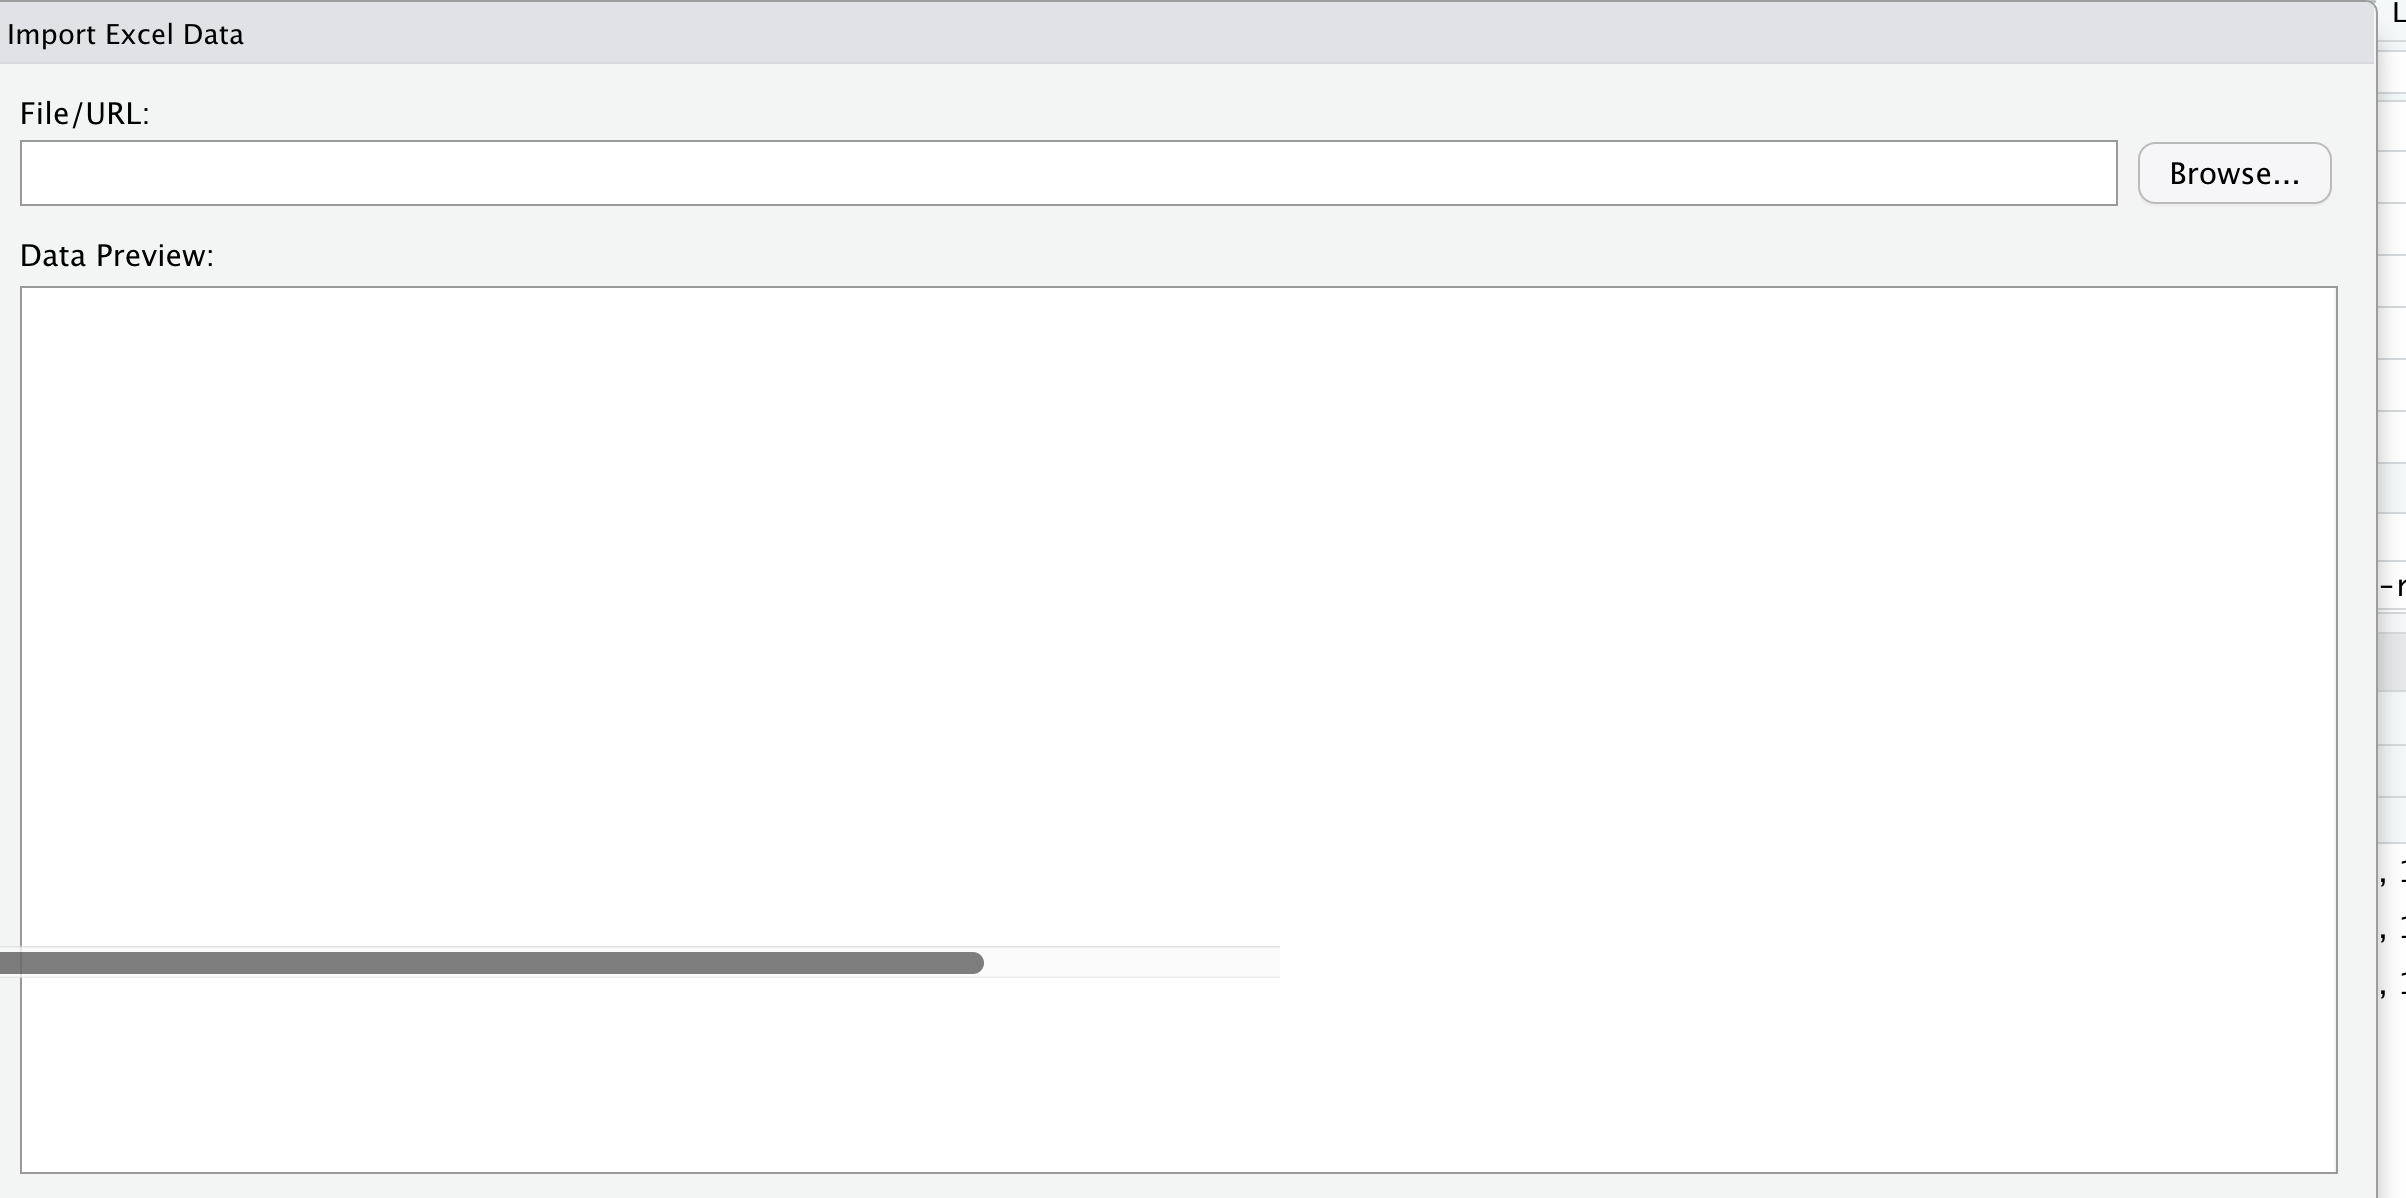 Import Excel Data
File/URL:
Browse...
Data Preview: